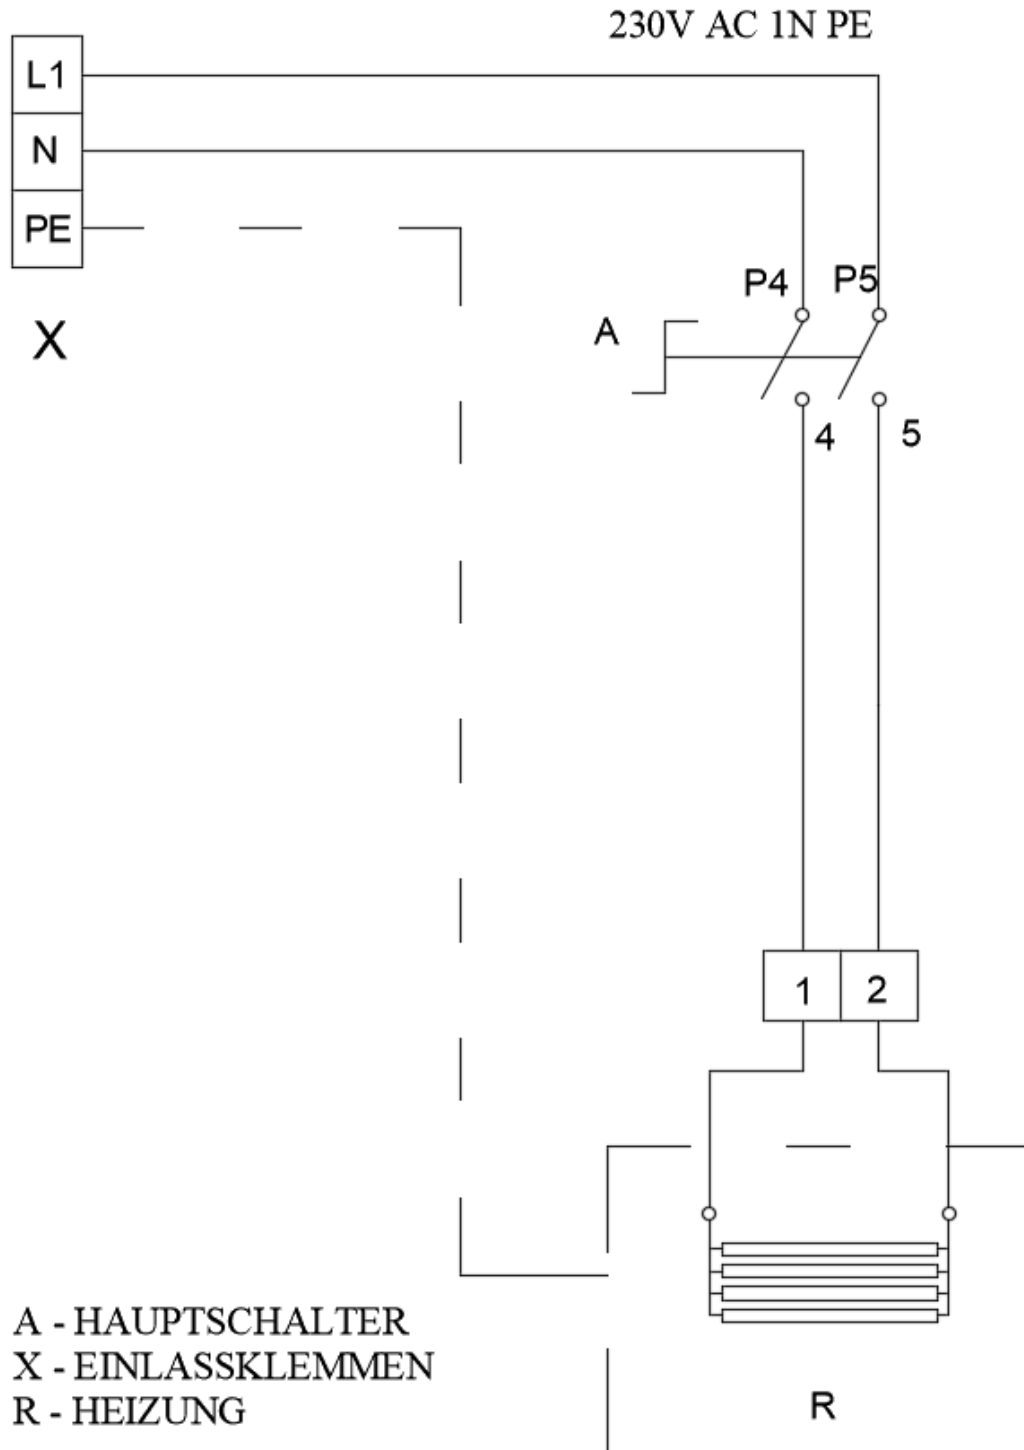 230V AC 1N PE
L1
N
PE
X
P4 P5
A
4 5
1 2
A - HAUPTSCHALTER
X - EINLASSKLEMMEN
R - HEIZUNG
R